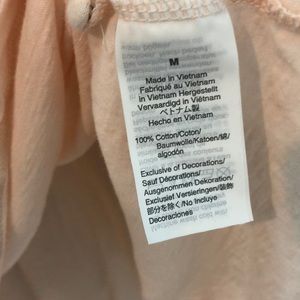 M
Made in Vietnam
Fabriqué au Vietnam
in Vietnam Hergestellt
Vervaardigd in Viëtnam
ベトナム製
Hecho en Vietnam
100% Cotton/Coton/
Baumwolle/Katoen/綿/
algodón
Exclusive of Decorations/
Sauf Décorations/
Ausgenommen Dekoration/
Exclusief Versieringen/装飾
部分を除く/No Incluye
Decoraciones